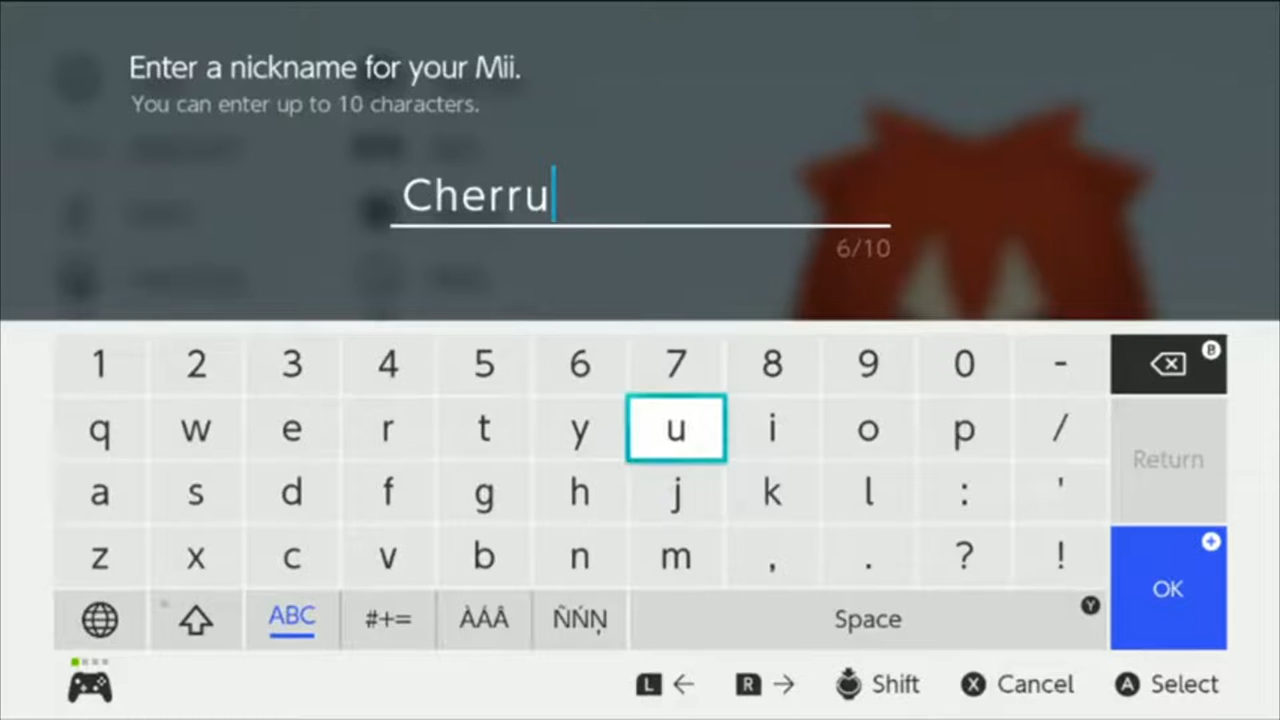 Enter a nickname for your Mii.
You can enter up to 10 characters.
Cherru
6/10
1 2 3 4 5 6 7 8 9 0 - B
q w e r t y u i o p /
Return
a s d f g h j k l : '
z x c v b n m , . ? !
OK
ABC #+= ÀÁÂ ÑŃŅ Space Y
L ← R → Shift X Cancel A Select